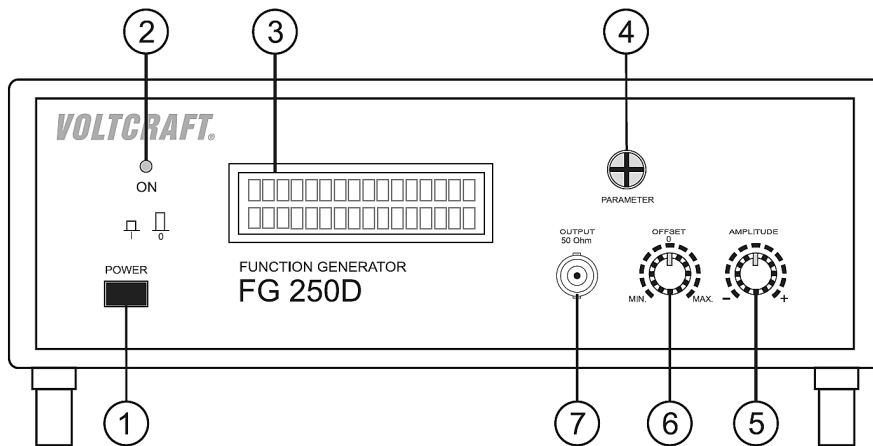 2
3
4
VOLTCRAFT®
ON
I
0
PARAMETER
OUTPUT
50 Ohm
OFFSET
0
AMPLITUDE
POWER
FUNCTION GENERATOR
FG 250D
MIN.
MAX.
−
+
1
7
6
5